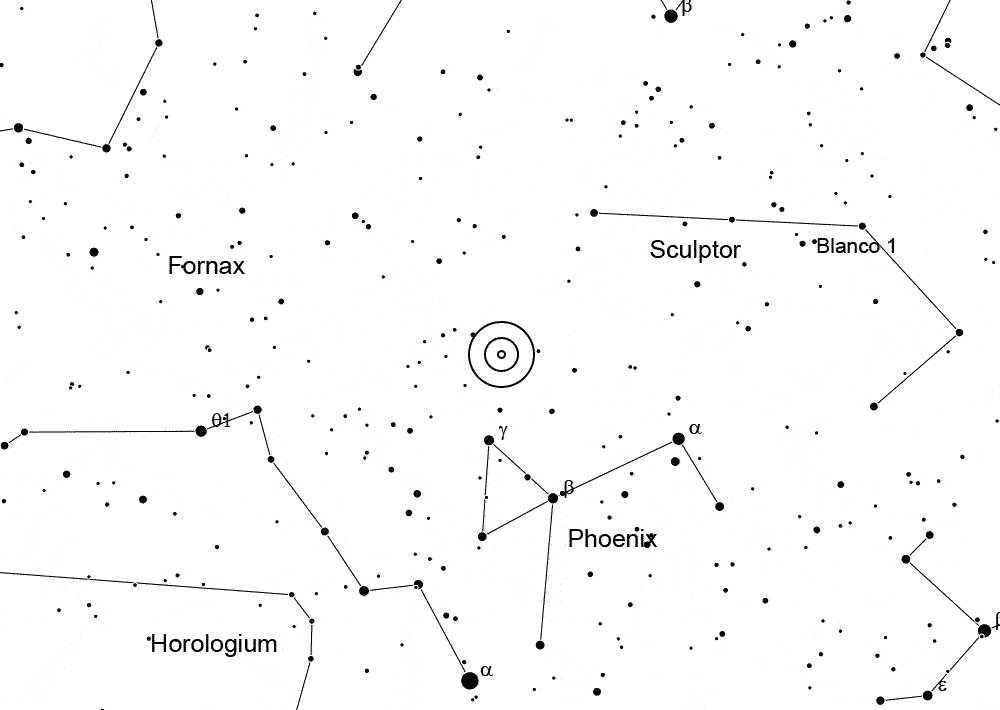 β
Sculptor
Blanco 1
Fornax
θ1
γ
α
β
Phoenix
Horologium
α
β
ε